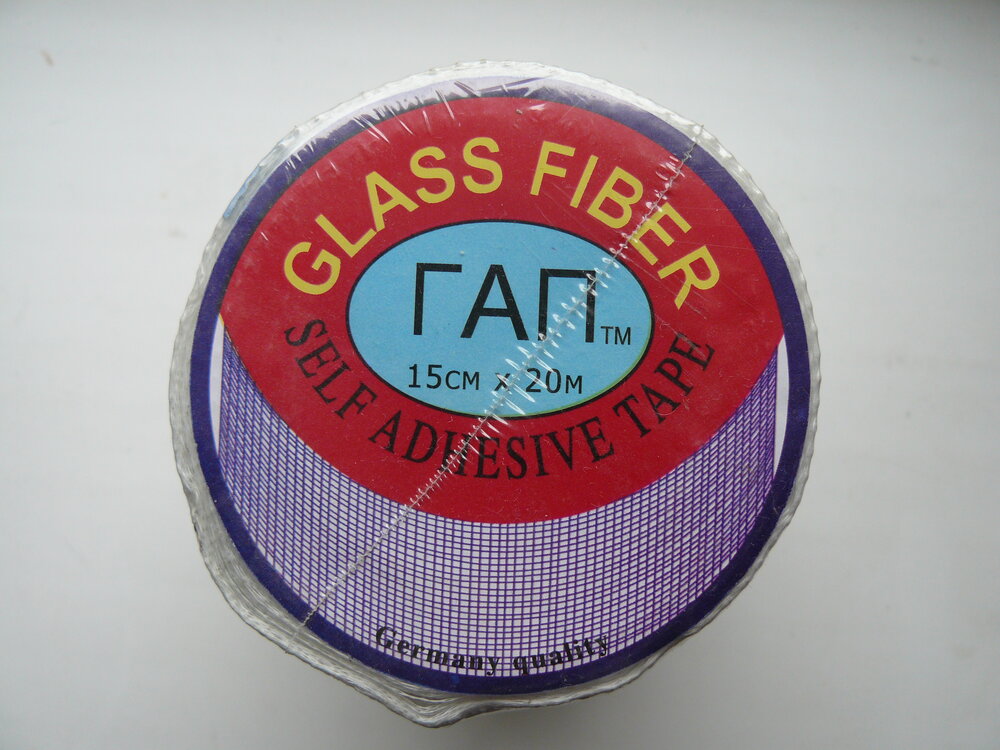 GLASS FIBER
ГАП™
15см x 20м
SELF ADHESIVE TAPE
Germany quality